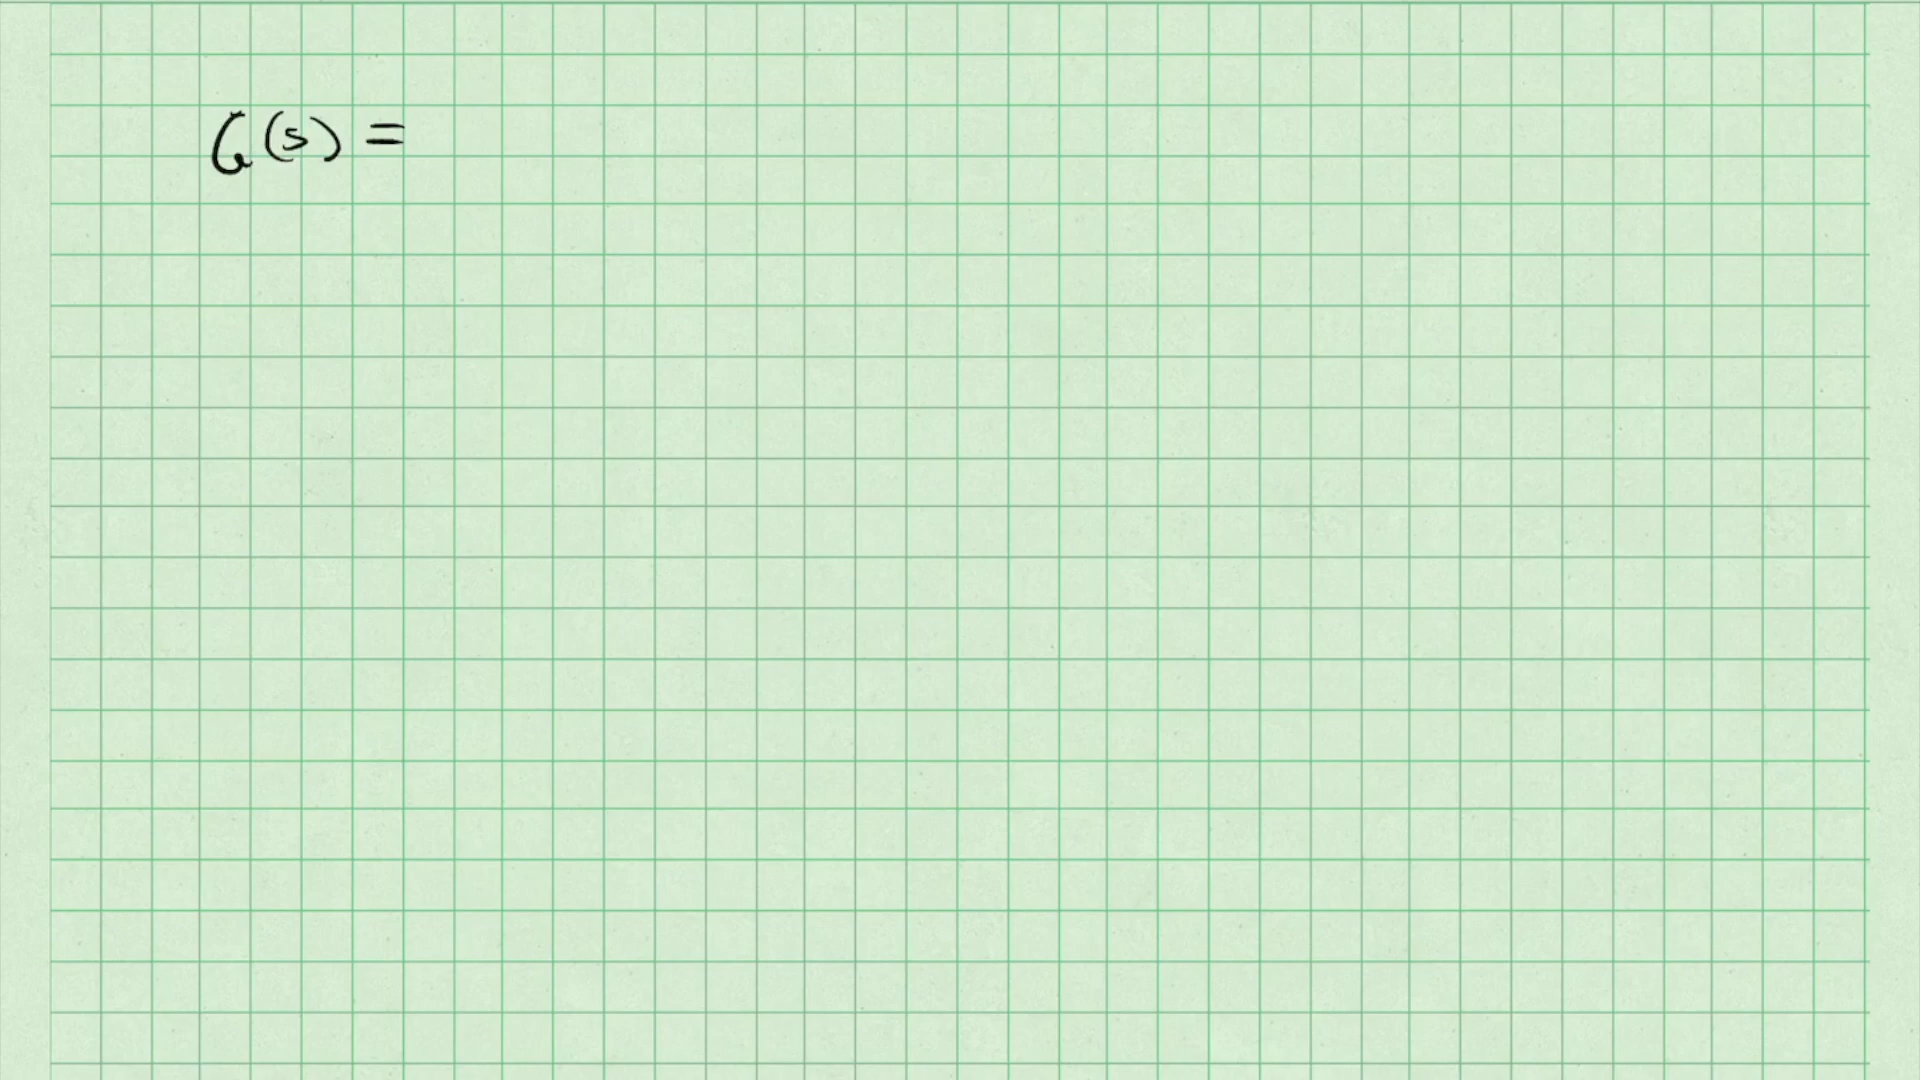 G(s) =